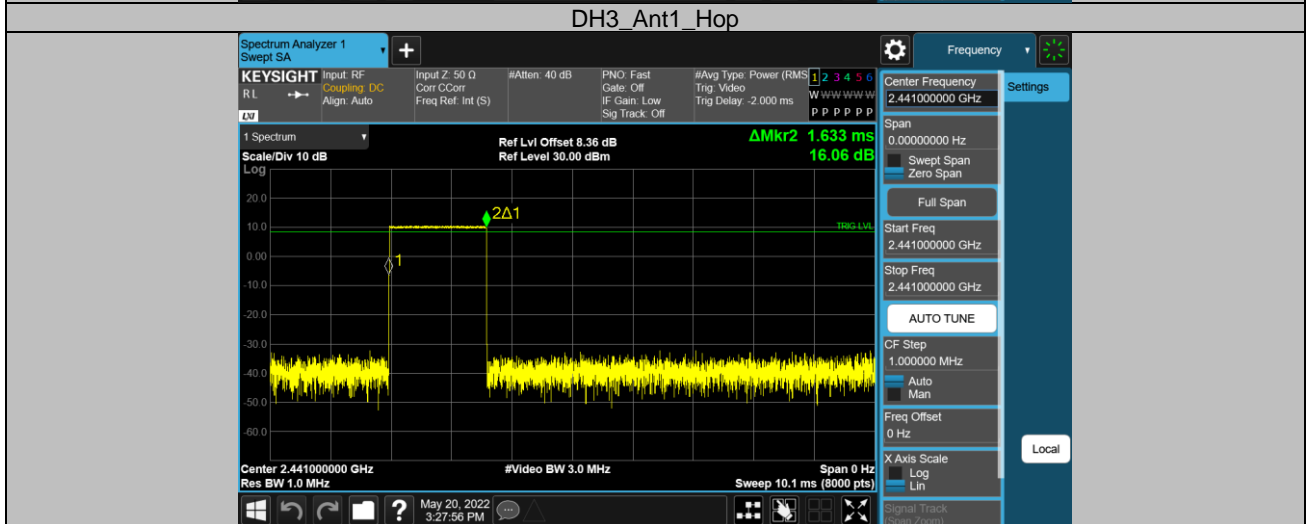 DH3_Ant1_Hop
Spectrum Analyzer 1
Swept SA
Frequency
KEYSIGHT
RL
LXI
Input: RF
Coupling: DC
Align: Auto
Input Z: 50 Ω
Corr CCorr
Freq Ref: Int (S)
#Atten: 40 dB
PNO: Fast
Gate: Off
IF Gain: Low
Sig Track: Off
#Avg Type: Power (RMS
Trig: Video
Trig Delay: -2.000 ms
1 2 3 4 5 6
W W W W W W
P P P P P P
1 Spectrum
Scale/Div 10 dB
Log
Ref Lvl Offset 8.36 dB
Ref Level 30.00 dBm
ΔMkr2 1.633 ms
16.06 dB
20.0
10.0
0.00
-10.0
-20.0
-30.0
-40.0
-50.0
-60.0
2Δ1
1
TRIG LVL
Center 2.441000000 GHz
Res BW 1.0 MHz
#Video BW 3.0 MHz
Span 0 Hz
Sweep 10.1 ms (8000 pts)
Center Frequency
2.441000000 GHz
Settings
Span
0.00000000 Hz
Swept Span
Zero Span
Full Span
Start Freq
2.441000000 GHz
Stop Freq
2.441000000 GHz
AUTO TUNE
CF Step
1.000000 MHz
Auto
Man
Freq Offset
0 Hz
X Axis Scale
Log
Lin
Local
Signal Track
(Span Zoom)
?
May 20, 2022
3:27:56 PM